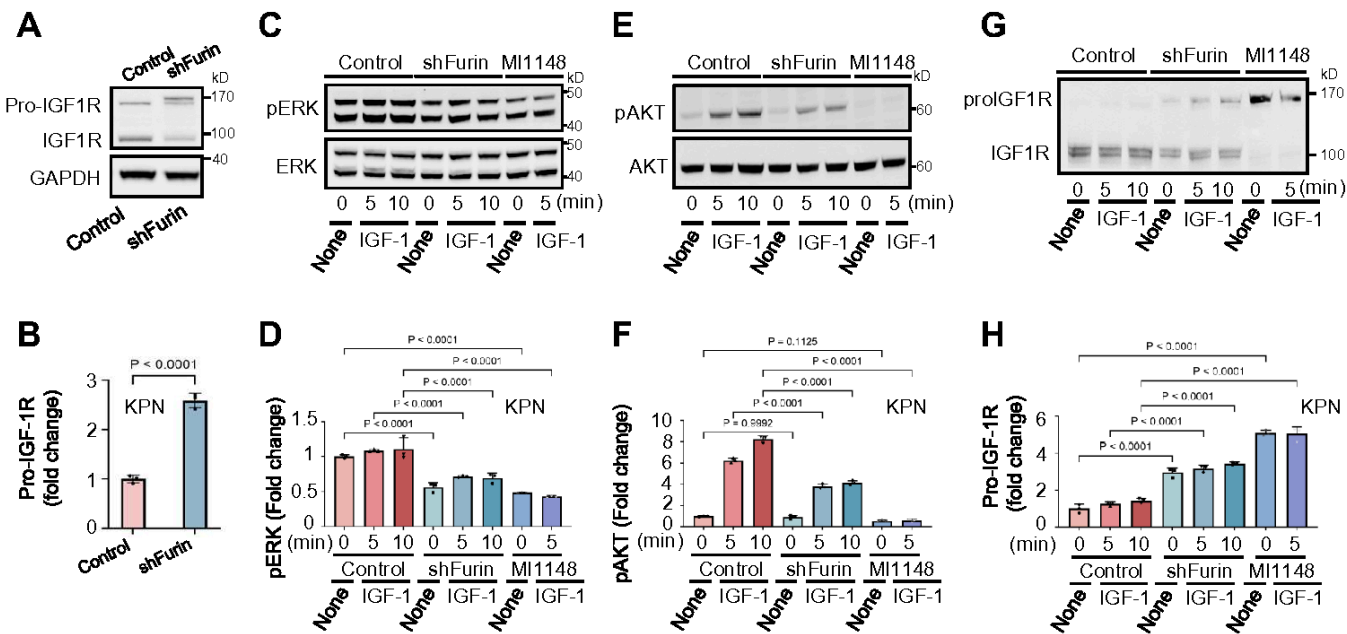 A
Control
shFurin
kD
Pro-IGF1R
170
IGF1R
100
40
GAPDH
Control
shFurin
C
Control shFurin MI1148
kD
50
pERK
40
50
ERK
40
0 5 10 0 5 10 0 5 (min)
None IGF-1 None IGF-1 None IGF-1
E
Control shFurin MI1148
kD
pAKT
60
AKT
60
0 5 10 0 5 10 0 5 (min)
None IGF-1 None IGF-1 None IGF-1
G
Control shFurin MI1148
kD
proIGF1R
170
IGF1R
100
0 5 10 0 5 10 0 5 (min)
None IGF-1 None IGF-1 None IGF-1
B
P < 0.0001
KPN
Pro-IGF-1R
(fold change)
3
2
1
0
Control
shFurin
D
P < 0.0001
P < 0.0001
P < 0.0001
P < 0.0001
P < 0.0001
KPN
pERK (Fold change)
1.5
1
0.5
0
(min) 0 5 10 0 5 10 0 5
Control shFurin MI1148
None IGF-1 None IGF-1 None IGF-1
F
P = 0.1125
P < 0.0001
P < 0.0001
P < 0.0001
P = 0.9992
KPN
pAKT (Fold change)
10
8
6
4
2
0
(min) 0 5 10 0 5 10 0 5
Control shFurin MI1148
None IGF-1 None IGF-1 None IGF-1
H
P < 0.0001
P < 0.0001
P < 0.0001
P < 0.0001
P < 0.0001
KPN
Pro-IGF-1R
(fold change)
6
4
2
0
(min) 0 5 10 0 5 10 0 5
Control shFurin MI1148
None IGF-1 None IGF-1 None IGF-1